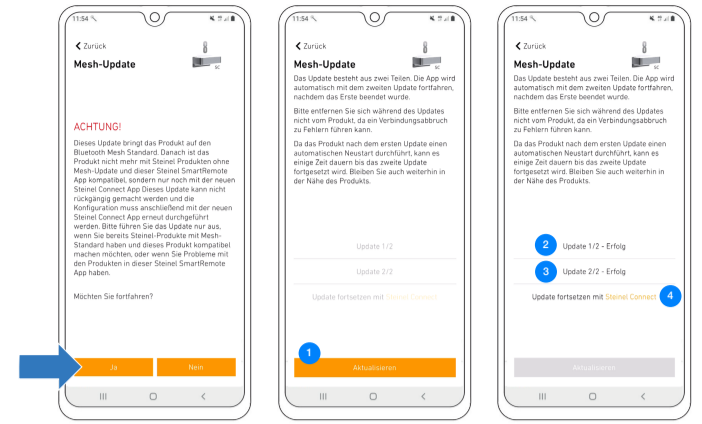 11:54
Zurück
Mesh-Update
SC
ACHTUNG!
Dieses Update bringt das Produkt auf den
Bluetooth Mesh Standard. Danach ist das
Produkt nicht mehr mit Steinel Produkten ohne
Mesh-Update und dieser Steinel SmartRemote
App kompatibel, sondern nur noch mit der neuen
Steinel Connect App Dieses Update kann nicht
rückgängig gemacht werden und die
Konfiguration muss anschließend mit der neuen
Steinel Connect App erneut durchgeführt
werden. Bitte führen Sie das Update nur aus,
wenn Sie bereits Steinel-Produkte mit Mesh-
Standard haben und dieses Produkt kompatibel
machen möchten, oder wenn Sie Probleme mit
den Produkten in dieser Steinel SmartRemote
App haben.
Möchten Sie fortfahren?
Ja
Nein
11:54
Zurück
Mesh-Update
SC
Das Update besteht aus zwei Teilen. Die App wird
automatisch mit dem zweiten Update fortfahren,
nachdem das Erste beendet wurde.
Bitte entfernen Sie sich während des Updates
nicht vom Produkt, da ein Verbindungsabbruch
zu Fehlern führen kann.
Da das Produkt nach dem ersten Update einen
automatischen Neustart durchführt, kann es
einige Zeit dauern bis das zweite Update
fortgesetzt wird. Bleiben Sie auch weiterhin in
der Nähe des Produkts.
Update 1/2
Update 2/2
Update fortsetzen mit Steinel Connect
1
Aktualisieren
11:54
Zurück
Mesh-Update
SC
Das Update besteht aus zwei Teilen. Die App wird
automatisch mit dem zweiten Update fortfahren,
nachdem das Erste beendet wurde.
Bitte entfernen Sie sich während des Updates
nicht vom Produkt, da ein Verbindungsabbruch
zu Fehlern führen kann.
Da das Produkt nach dem ersten Update einen
automatischen Neustart durchführt, kann es
einige Zeit dauern bis das zweite Update
fortgesetzt wird. Bleiben Sie auch weiterhin in
der Nähe des Produkts.
2 Update 1/2 - Erfolg
3 Update 2/2 - Erfolg
Update fortsetzen mit Steinel Connect 4
Aktualisieren